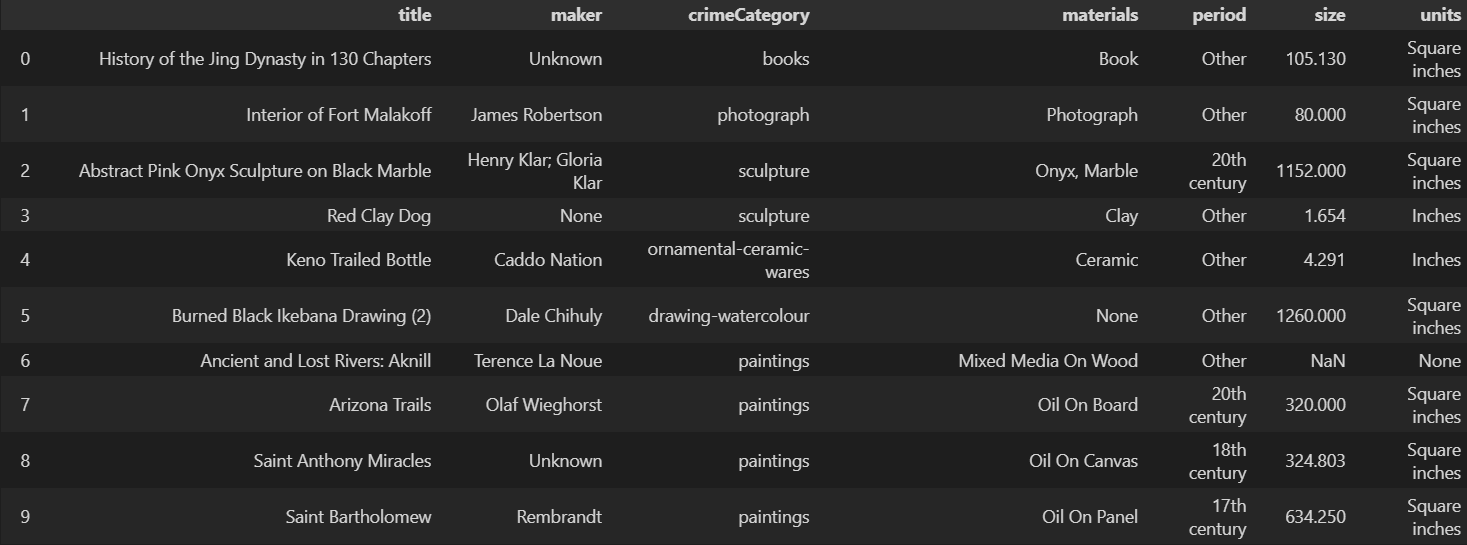 title maker crimeCategory materials period size units
0 History of the Jing Dynasty in 130 Chapters Unknown books Book Other 105.130 Square inches
1 Interior of Fort Malakoff James Robertson photograph Photograph Other 80.000 Square inches
2 Abstract Pink Onyx Sculpture on Black Marble Henry Klar; Gloria Klar sculpture Onyx, Marble 20th century 1152.000 Square inches
3 Red Clay Dog None sculpture Clay Other 1.654 Inches
4 Keno Trailed Bottle Caddo Nation ornamental-ceramic-wares Ceramic Other 4.291 Inches
5 Burned Black Ikebana Drawing (2) Dale Chihuly drawing-watercolour None Other 1260.000 Square inches
6 Ancient and Lost Rivers: Aknill Terence La Noue paintings Mixed Media On Wood Other NaN None
7 Arizona Trails Olaf Wieghorst paintings Oil On Board 20th century 320.000 Square inches
8 Saint Anthony Miracles Unknown paintings Oil On Canvas 18th century 324.803 Square inches
9 Saint Bartholomew Rembrandt paintings Oil On Panel 17th century 634.250 Square inches